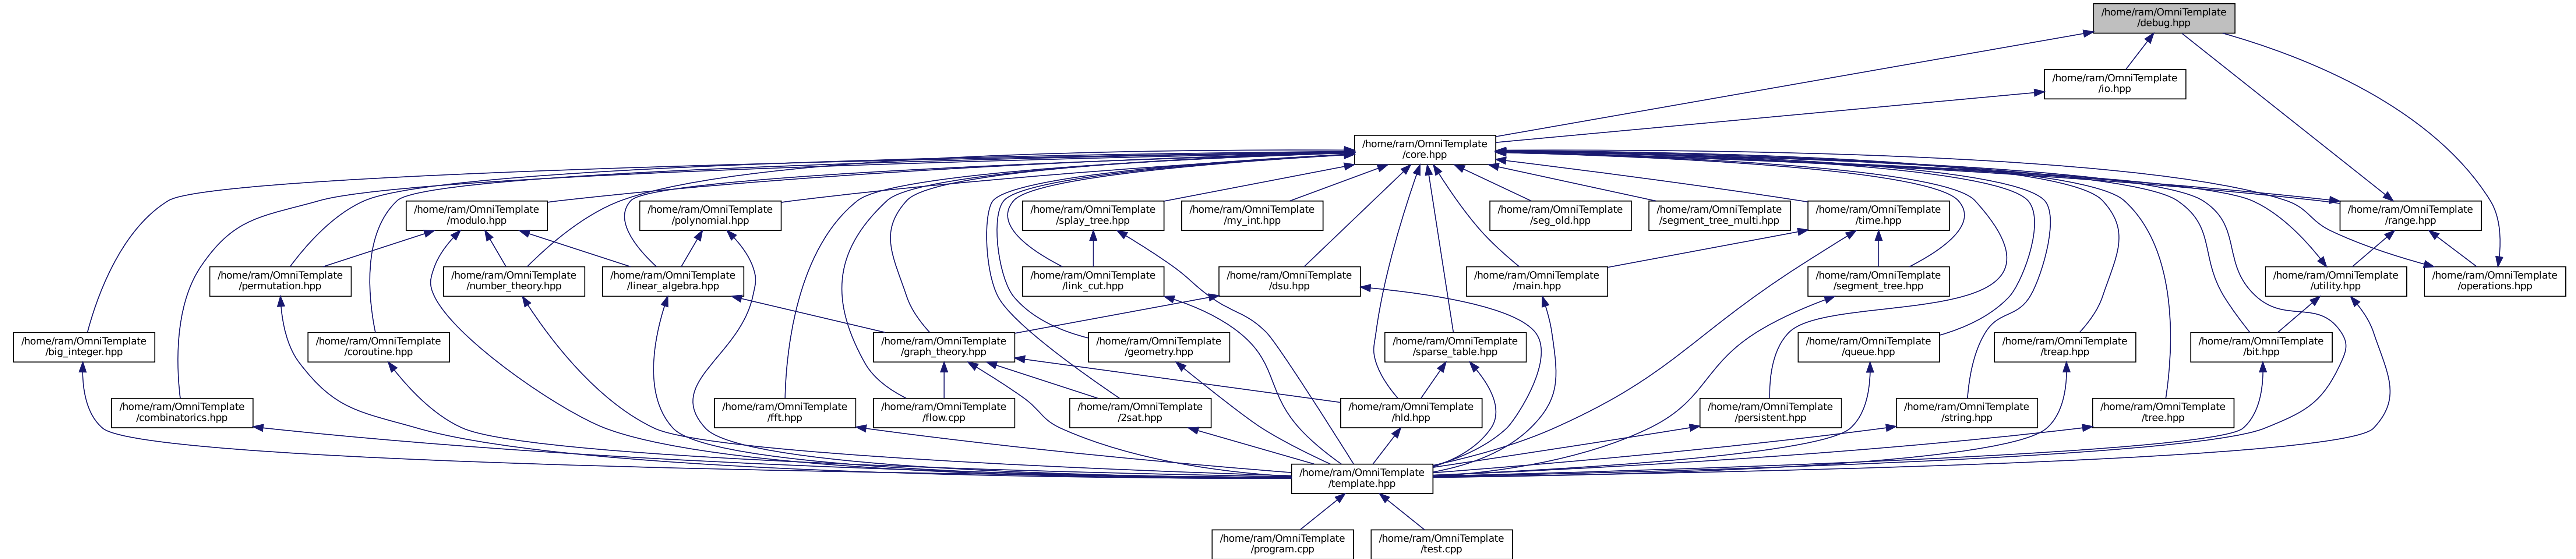 /home/ram/OmniTemplate
/debug.hpp
/home/ram/OmniTemplate
/io.hpp
/home/ram/OmniTemplate
/core.hpp
/home/ram/OmniTemplate
/modulo.hpp
/home/ram/OmniTemplate
/polynomial.hpp
/home/ram/OmniTemplate
/splay_tree.hpp
/home/ram/OmniTemplate
/my_int.hpp
/home/ram/OmniTemplate
/seg_old.hpp
/home/ram/OmniTemplate
/segment_tree_multi.hpp
/home/ram/OmniTemplate
/time.hpp
/home/ram/OmniTemplate
/range.hpp
/home/ram/OmniTemplate
/permutation.hpp
/home/ram/OmniTemplate
/number_theory.hpp
/home/ram/OmniTemplate
/linear_algebra.hpp
/home/ram/OmniTemplate
/link_cut.hpp
/home/ram/OmniTemplate
/dsu.hpp
/home/ram/OmniTemplate
/main.hpp
/home/ram/OmniTemplate
/segment_tree.hpp
/home/ram/OmniTemplate
/utility.hpp
/home/ram/OmniTemplate
/operations.hpp
/home/ram/OmniTemplate
/big_integer.hpp
/home/ram/OmniTemplate
/coroutine.hpp
/home/ram/OmniTemplate
/graph_theory.hpp
/home/ram/OmniTemplate
/geometry.hpp
/home/ram/OmniTemplate
/sparse_table.hpp
/home/ram/OmniTemplate
/queue.hpp
/home/ram/OmniTemplate
/treap.hpp
/home/ram/OmniTemplate
/bit.hpp
/home/ram/OmniTemplate
/combinatorics.hpp
/home/ram/OmniTemplate
/fft.hpp
/home/ram/OmniTemplate
/flow.cpp
/home/ram/OmniTemplate
/2sat.hpp
/home/ram/OmniTemplate
/hld.hpp
/home/ram/OmniTemplate
/persistent.hpp
/home/ram/OmniTemplate
/string.hpp
/home/ram/OmniTemplate
/tree.hpp
/home/ram/OmniTemplate
/template.hpp
/home/ram/OmniTemplate
/program.cpp
/home/ram/OmniTemplate
/test.cpp